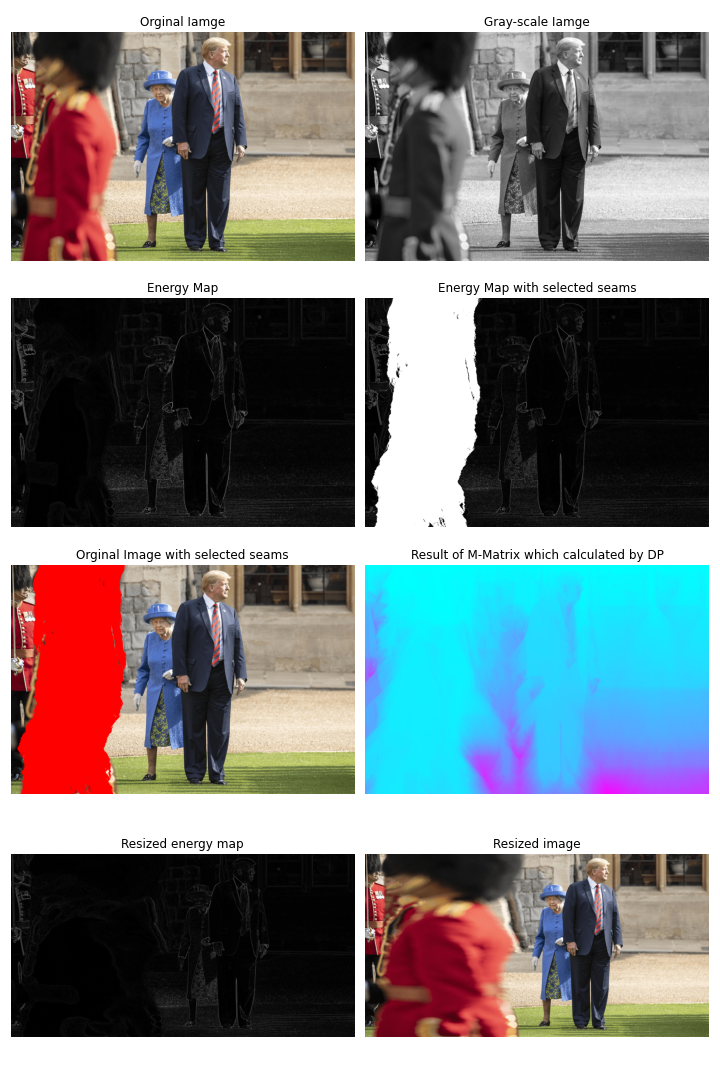 Orginal Iamge
Gray-scale Iamge
Energy Map
Energy Map with selected seams
Orginal Image with selected seams
Result of M-Matrix which calculated by DP
Resized energy map
Resized image